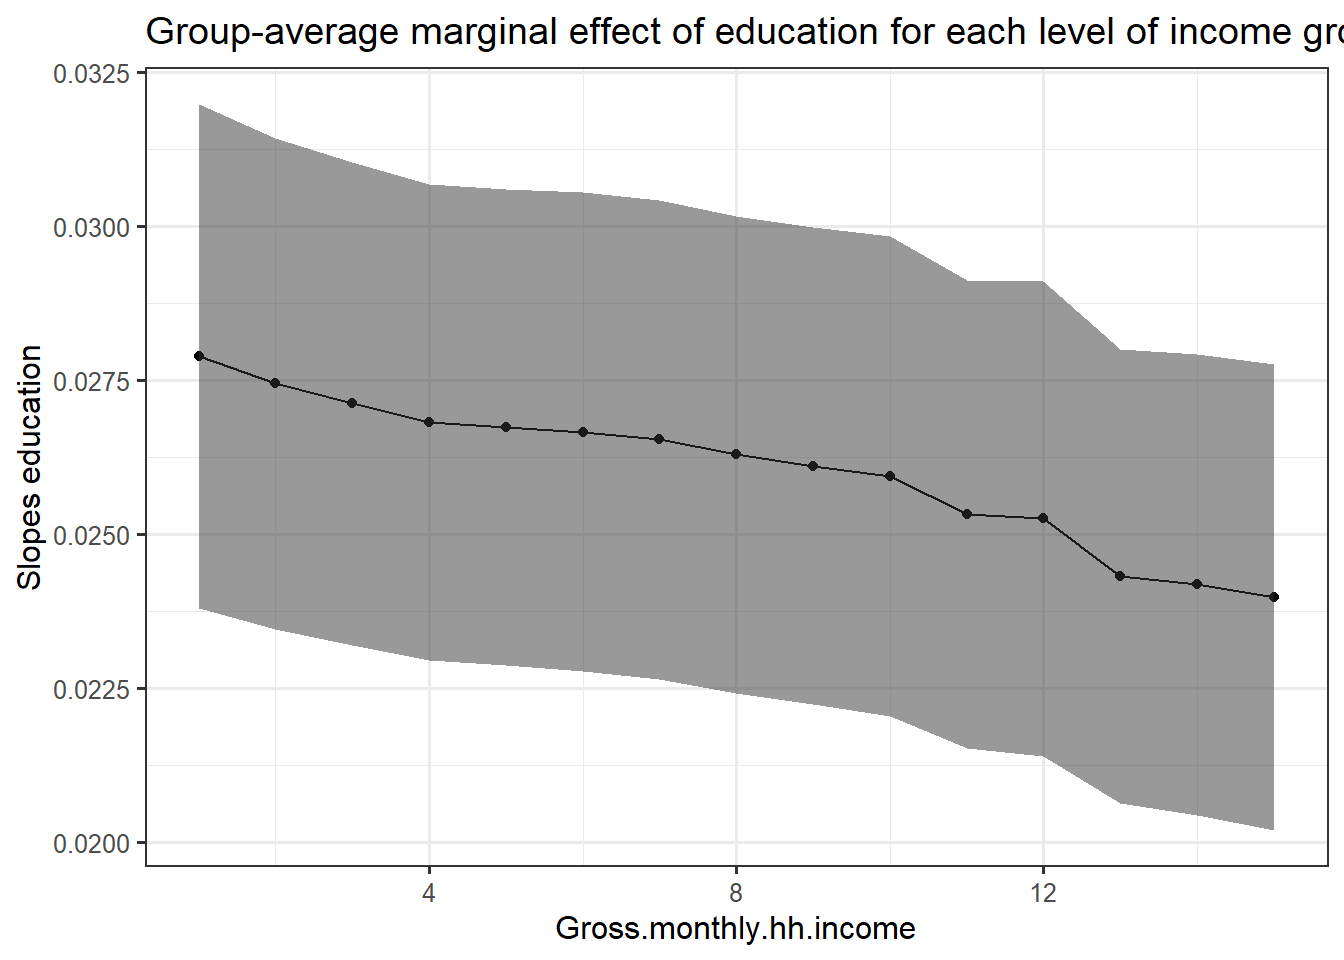 Group-average marginal effect of education for each level of income
0.0325
0.0300
0.0275
0.0250
0.0225
0.0200
Slopes education
4 8 12
Gross.monthly.hh.income